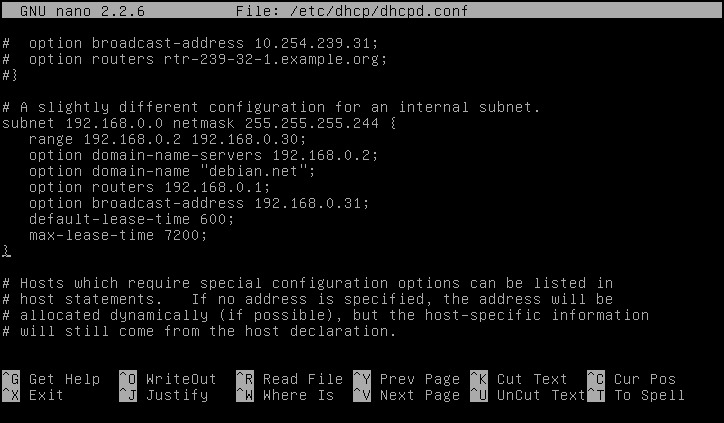 GNU nano 2.2.6 File: /etc/dhcp/dhcpd.conf
#  option broadcast-address 10.254.239.31;
#  option routers rtr-239-32-1.example.org;
#}
# A slightly different configuration for an internal subnet.
subnet 192.168.0.0 netmask 255.255.255.244 {
   range 192.168.0.2 192.168.0.30;
   option domain-name-servers 192.168.0.2;
   option domain-name "debian.net";
   option routers 192.168.0.1;
   option broadcast-address 192.168.0.31;
   default-lease-time 600;
   max-lease-time 7200;
}
# Hosts which require special configuration options can be listed in
# host statements.   If no address is specified, the address will be
# allocated dynamically (if possible), but the host-specific information
# will still come from the host declaration.
^G Get Help ^O WriteOut ^R Read File ^Y Prev Page ^K Cut Text ^C Cur Pos
^X Exit ^J Justify ^W Where Is ^V Next Page ^U UnCut Text ^T To Spell